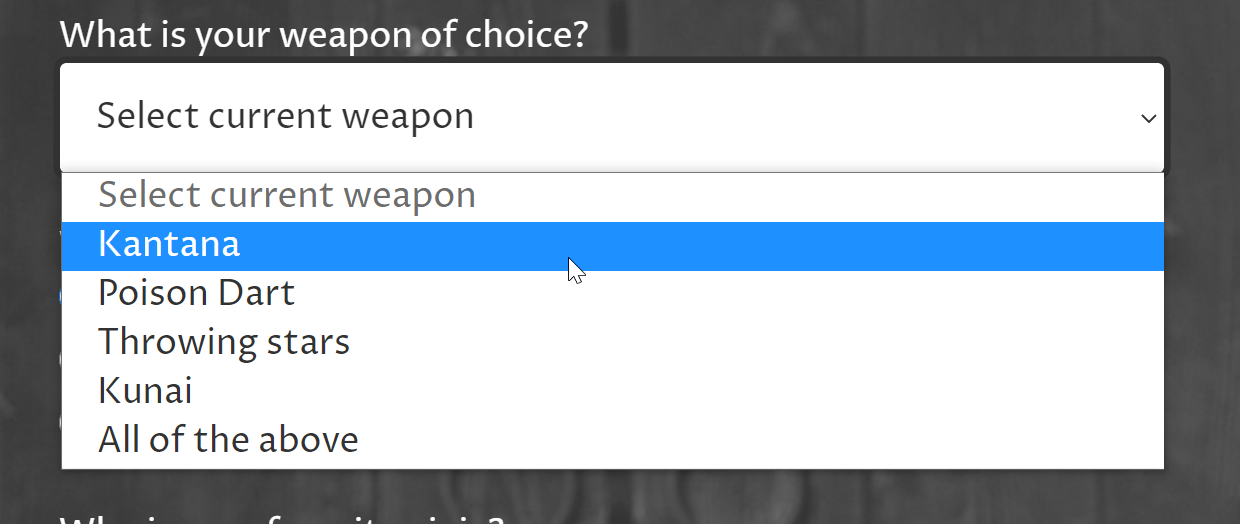 What is your weapon of choice?
Select current weapon
Select current weapon
Kantana
Poison Dart
Throwing stars
Kunai
All of the above